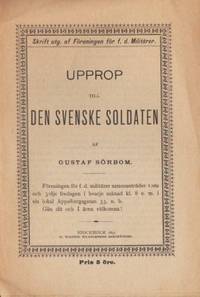 Skrift utg. af Föreningen för f. d. Militärer.
UPPROP
TILL
DEN SVENSKE SOLDATEN
AF
GUSTAF SÖRBOM.
Föreningen för f. d. militärer sammanträder 1:sta
och 3:dje fredagen i hvarje månad kl. 8 e. m. i
sin lokal Apelbergsgatan 33, n. b.
Gån dit och I ären välkomna!
STOCKHOLM
Pris 5 öre.